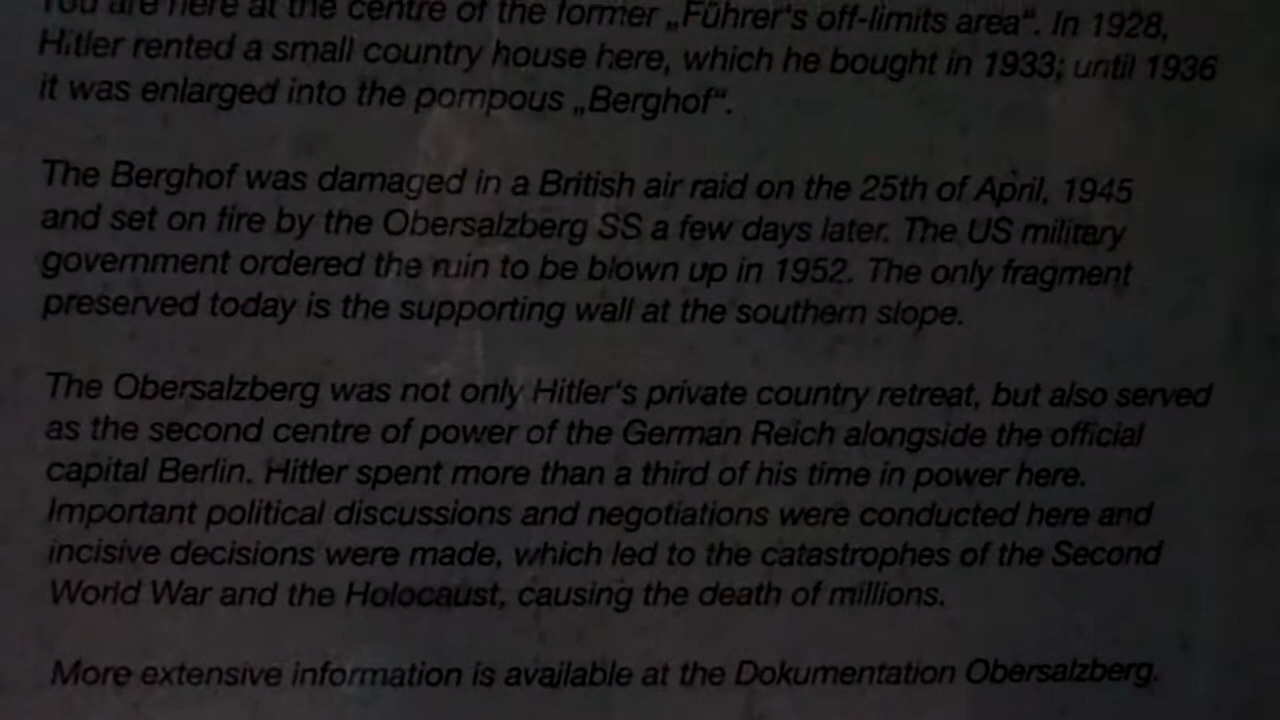 You are here at the centre of the former „Führer's off-limits area“. In 1928,
Hitler rented a small country house here, which he bought in 1933; until 1936
it was enlarged into the pompous „Berghof“.
The Berghof was damaged in a British air raid on the 25th of April, 1945
and set on fire by the Obersalzberg SS a few days later. The US military
government ordered the ruin to be blown up in 1952. The only fragment
preserved today is the supporting wall at the southern slope.
The Obersalzberg was not only Hitler's private country retreat, but also served
as the second centre of power of the German Reich alongside the official
capital Berlin. Hitler spent more than a third of his time in power here.
Important political discussions and negotiations were conducted here and
incisive decisions were made, which led to the catastrophes of the Second
World War and the Holocaust, causing the death of millions.
More extensive information is available at the Dokumentation Obersalzberg.